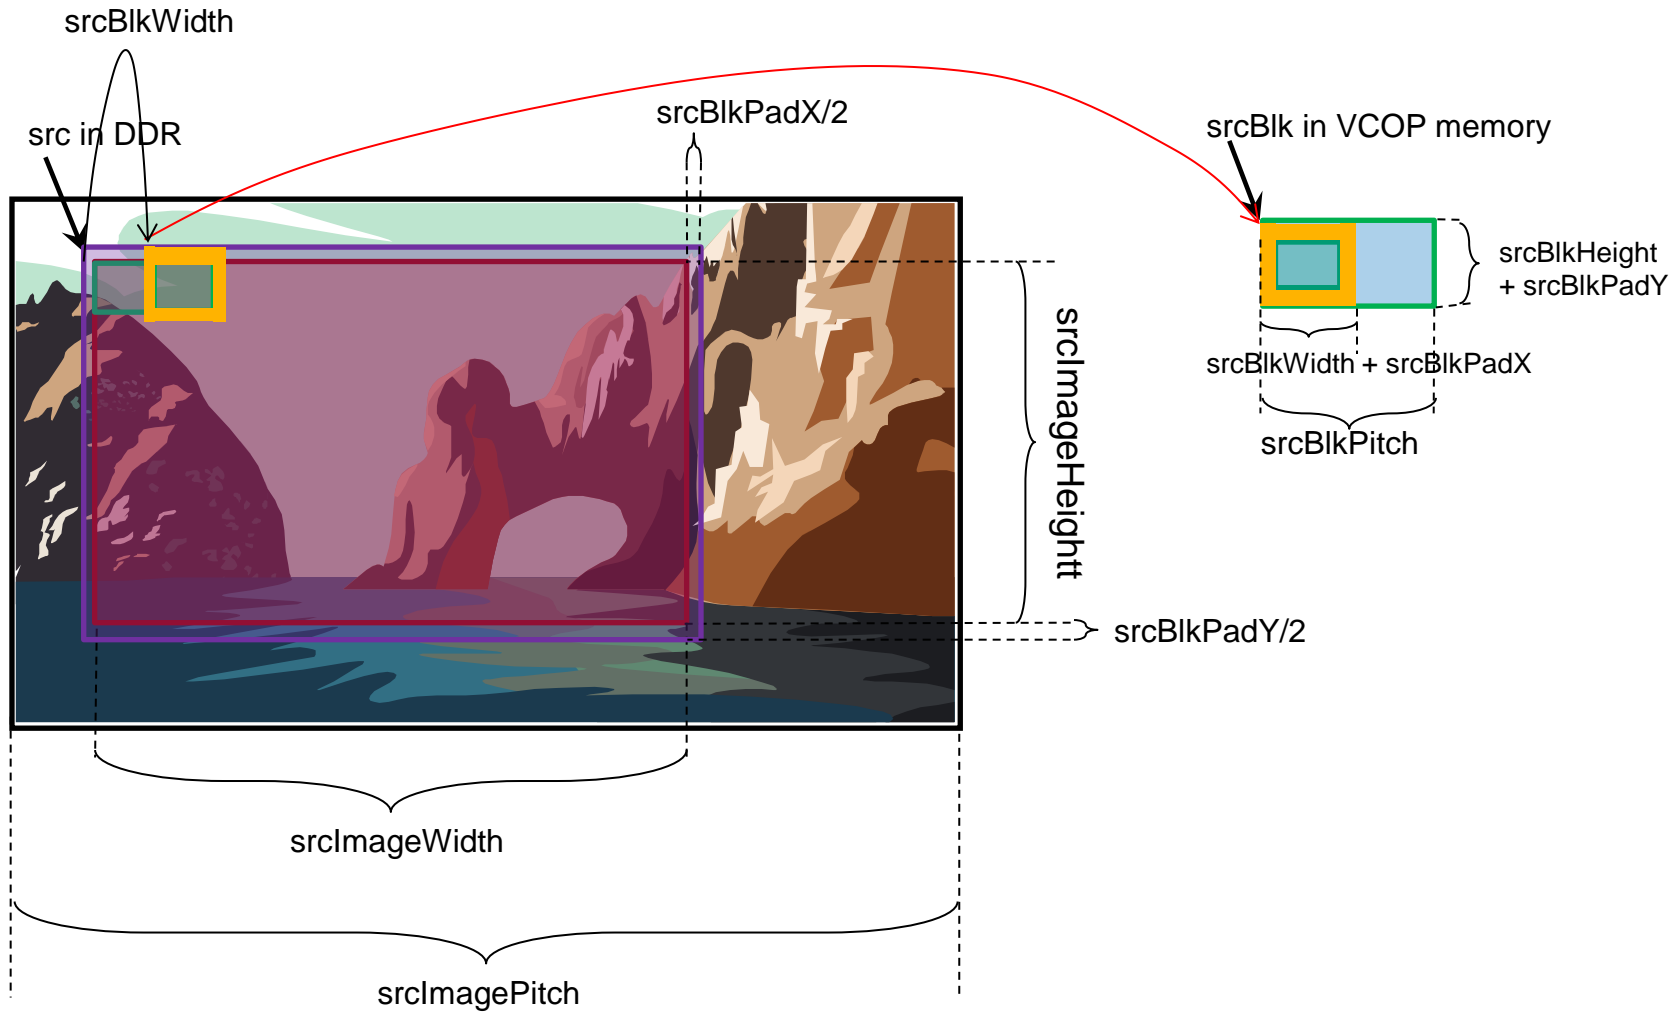 srcBlkWidth
src in DDR
srcBlkPadX/2
srcBlk in VCOP memory
srcBlkHeight
+ srcBlkPadY
srcBlkWidth + srcBlkPadX
srcBlkPitch
srcImageHeightt
srcBlkPadY/2
srcImageWidth
srcImagePitch